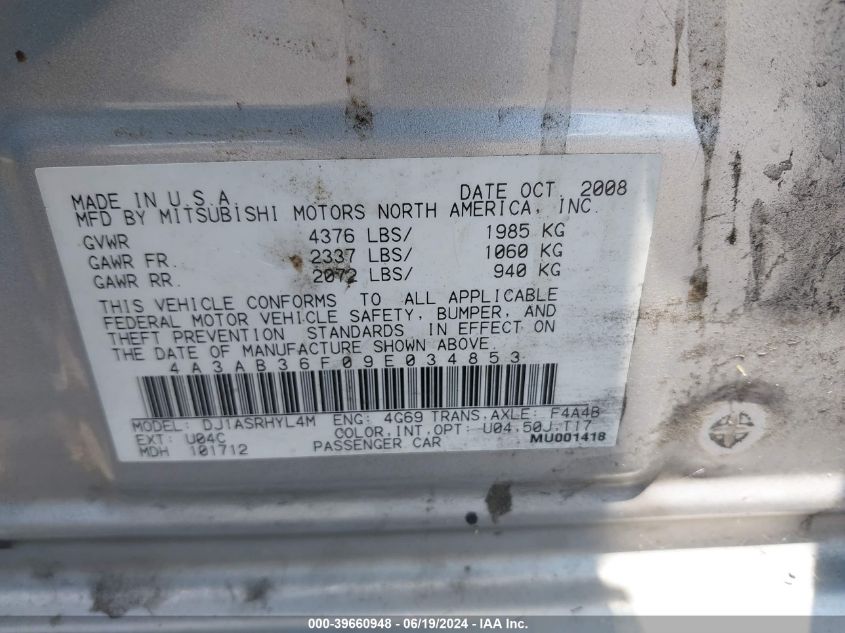 MADE IN U.S.A. DATE OCT 2008
MFD BY MITSUBISHI MOTORS NORTH AMERICA, INC.
GVWR 4376 LBS/ 1985 KG
GAWR FR. 2337 LBS/ 1060 KG
GAWR RR. 2072 LBS/ 940 KG
THIS VEHICLE CONFORMS TO ALL APPLICABLE
FEDERAL MOTOR VEHICLE SAFETY, BUMPER, AND
THEFT PREVENTION STANDARDS IN EFFECT ON
THE DATE OF MANUFACTURE SHOWN ABOVE.
4A3AB36F09E034853
MODEL: DJ1ASRHYL4M ENG: 4G69 TRANS,AXLE: F4A4B
EXT: U04C COLOR,INT,OPT: U04,50J,T17
MDH 101712 PASSENGER CAR MU001418
000-39660948 - 06/19/2024 - IAA Inc.